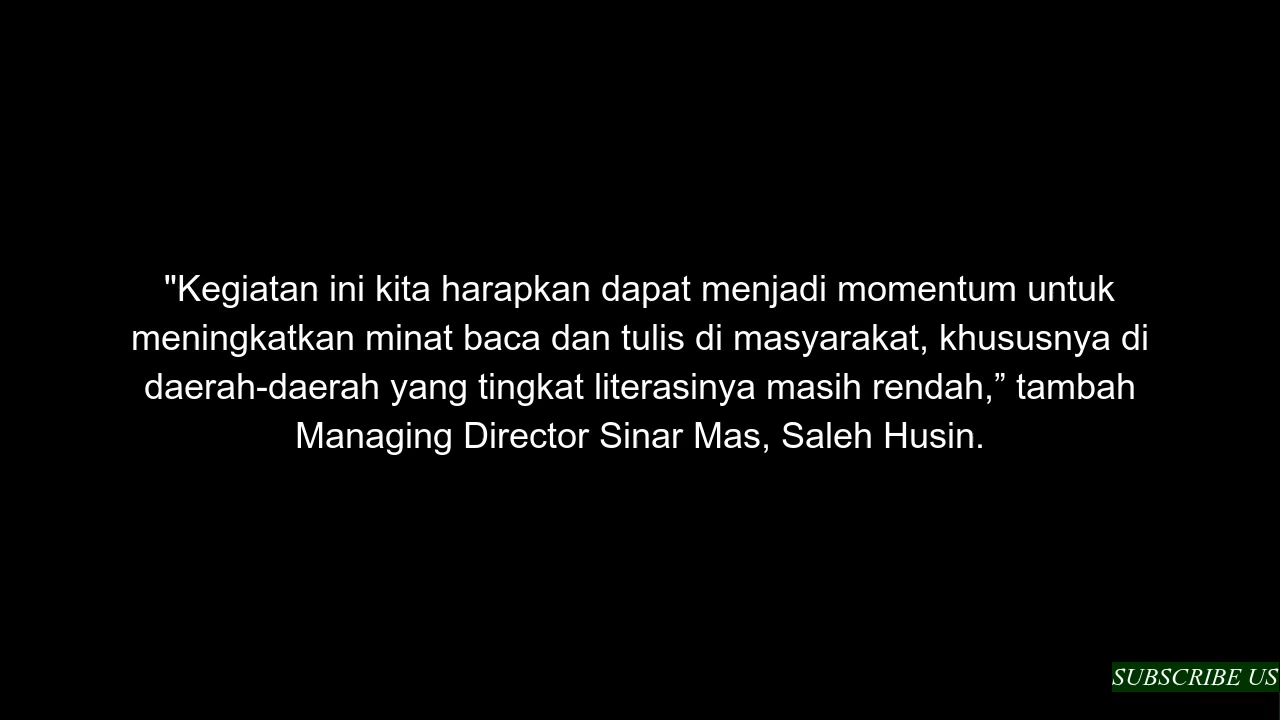 "Kegiatan ini kita harapkan dapat menjadi momentum untuk
meningkatkan minat baca dan tulis di masyarakat, khususnya di
daerah-daerah yang tingkat literasinya masih rendah,” tambah
Managing Director Sinar Mas, Saleh Husin.
SUBSCRIBE US